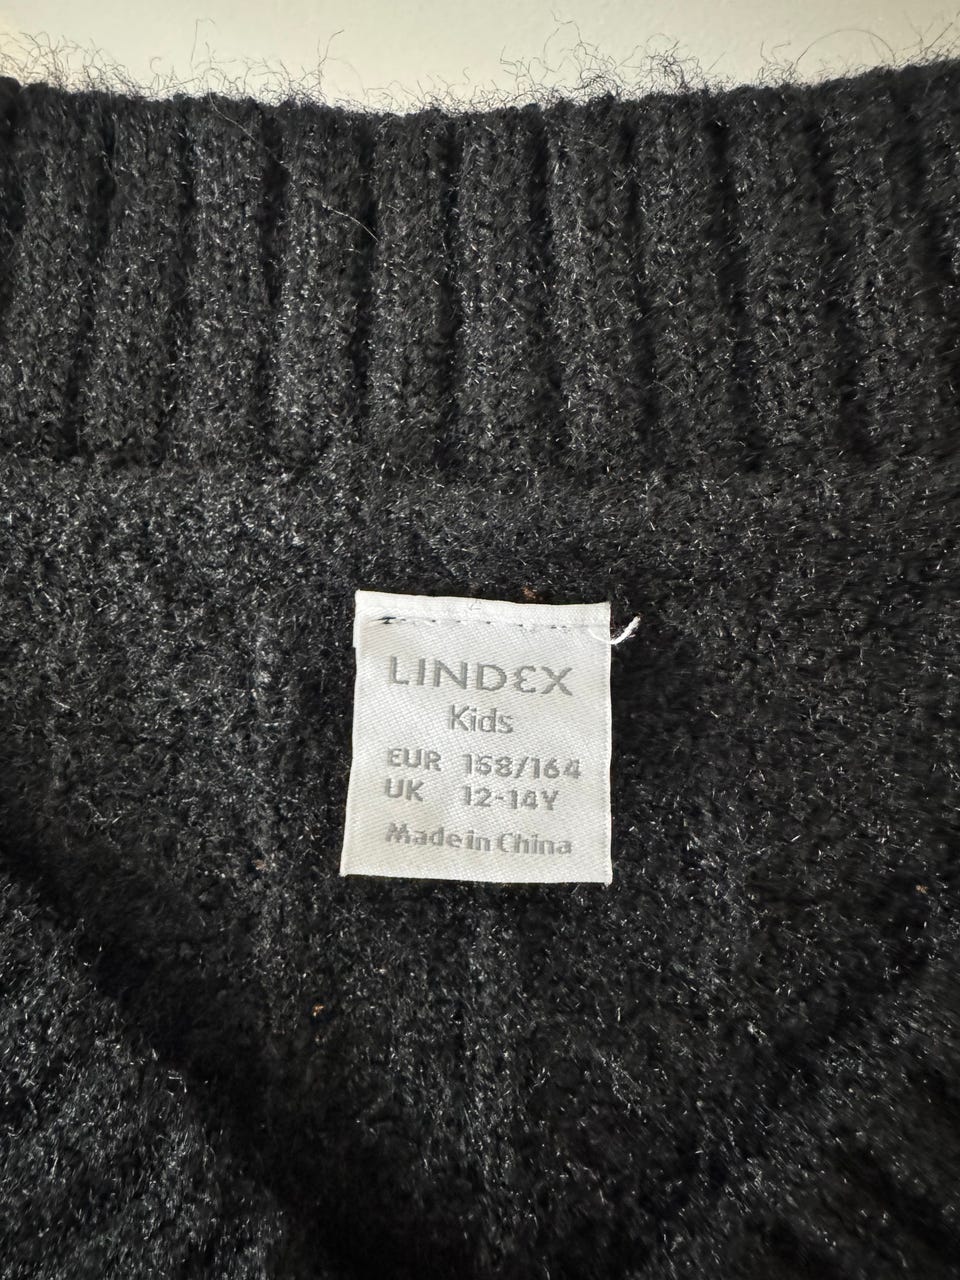 LINDEX
Kids
EUR 158/164
UK 12-14Y
Made in China